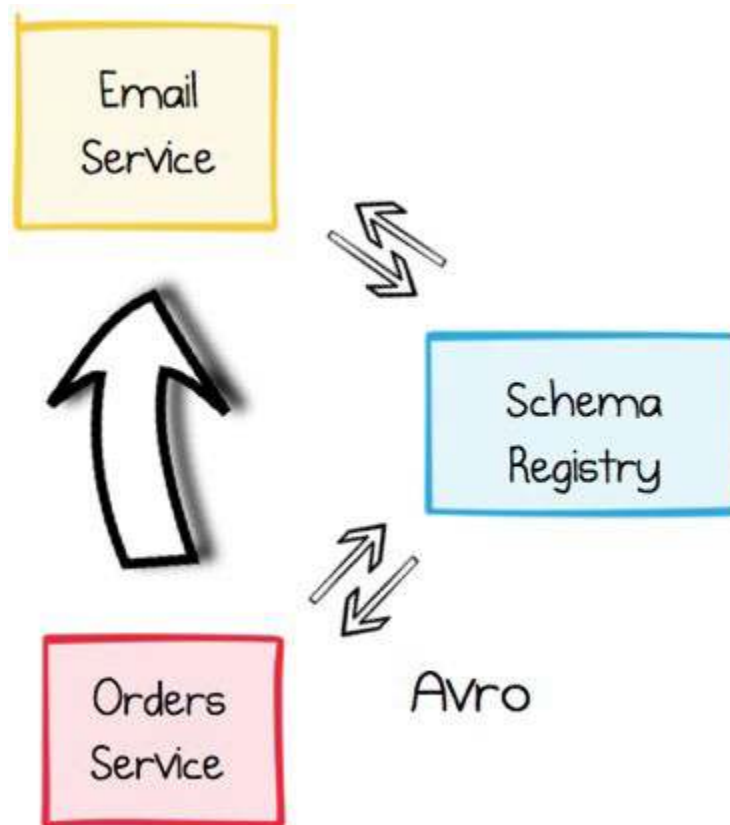 Email
Service
Schema
Registry
Orders
Service
Avro